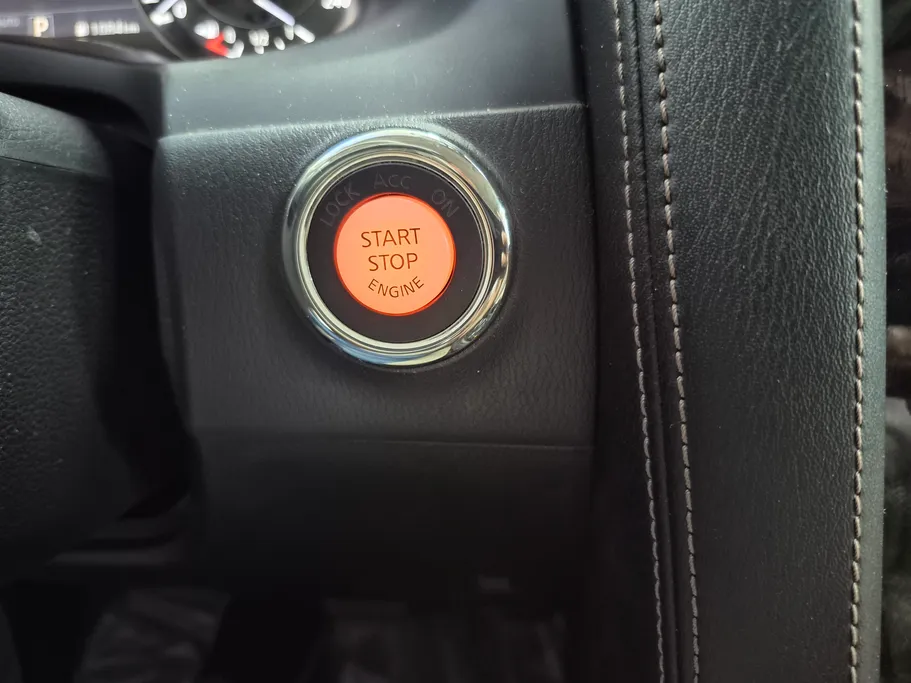 P
LOCK ACC ON
START
STOP
ENGINE